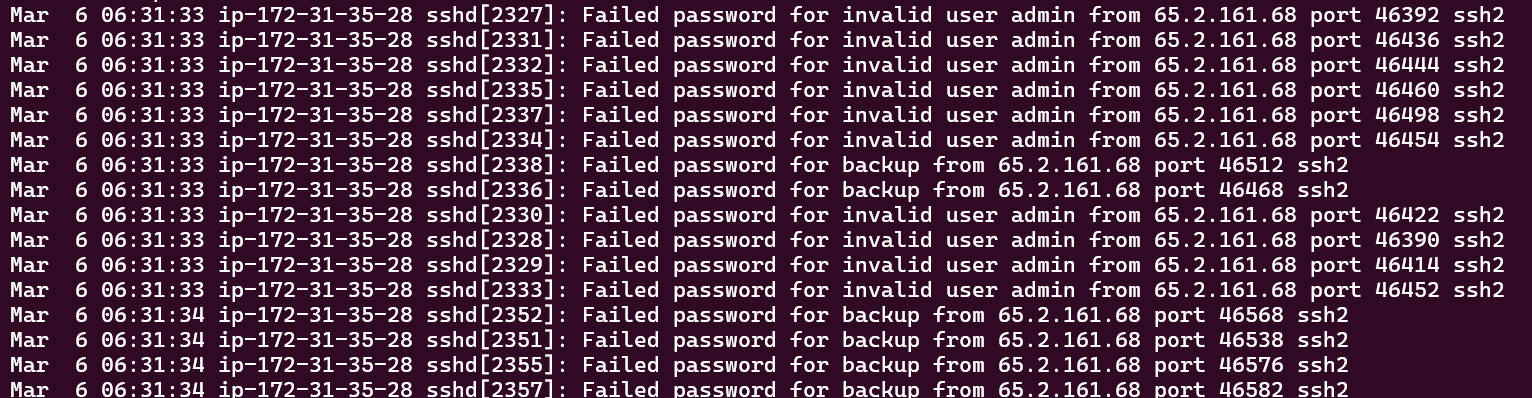 Mar  6 06:31:33 ip-172-31-35-28 sshd[2327]: Failed password for invalid user admin from 65.2.161.68 port 46392 ssh2
Mar  6 06:31:33 ip-172-31-35-28 sshd[2331]: Failed password for invalid user admin from 65.2.161.68 port 46436 ssh2
Mar  6 06:31:33 ip-172-31-35-28 sshd[2332]: Failed password for invalid user admin from 65.2.161.68 port 46444 ssh2
Mar  6 06:31:33 ip-172-31-35-28 sshd[2335]: Failed password for invalid user admin from 65.2.161.68 port 46460 ssh2
Mar  6 06:31:33 ip-172-31-35-28 sshd[2337]: Failed password for invalid user admin from 65.2.161.68 port 46498 ssh2
Mar  6 06:31:33 ip-172-31-35-28 sshd[2334]: Failed password for invalid user admin from 65.2.161.68 port 46454 ssh2
Mar  6 06:31:33 ip-172-31-35-28 sshd[2338]: Failed password for backup from 65.2.161.68 port 46512 ssh2
Mar  6 06:31:33 ip-172-31-35-28 sshd[2336]: Failed password for backup from 65.2.161.68 port 46468 ssh2
Mar  6 06:31:33 ip-172-31-35-28 sshd[2330]: Failed password for invalid user admin from 65.2.161.68 port 46422 ssh2
Mar  6 06:31:33 ip-172-31-35-28 sshd[2328]: Failed password for invalid user admin from 65.2.161.68 port 46390 ssh2
Mar  6 06:31:33 ip-172-31-35-28 sshd[2329]: Failed password for invalid user admin from 65.2.161.68 port 46414 ssh2
Mar  6 06:31:33 ip-172-31-35-28 sshd[2333]: Failed password for invalid user admin from 65.2.161.68 port 46452 ssh2
Mar  6 06:31:34 ip-172-31-35-28 sshd[2352]: Failed password for backup from 65.2.161.68 port 46568 ssh2
Mar  6 06:31:34 ip-172-31-35-28 sshd[2351]: Failed password for backup from 65.2.161.68 port 46538 ssh2
Mar  6 06:31:34 ip-172-31-35-28 sshd[2355]: Failed password for backup from 65.2.161.68 port 46576 ssh2
Mar  6 06:31:34 ip-172-31-35-28 sshd[2357]: Failed password for backup from 65.2.161.68 port 46582 ssh2